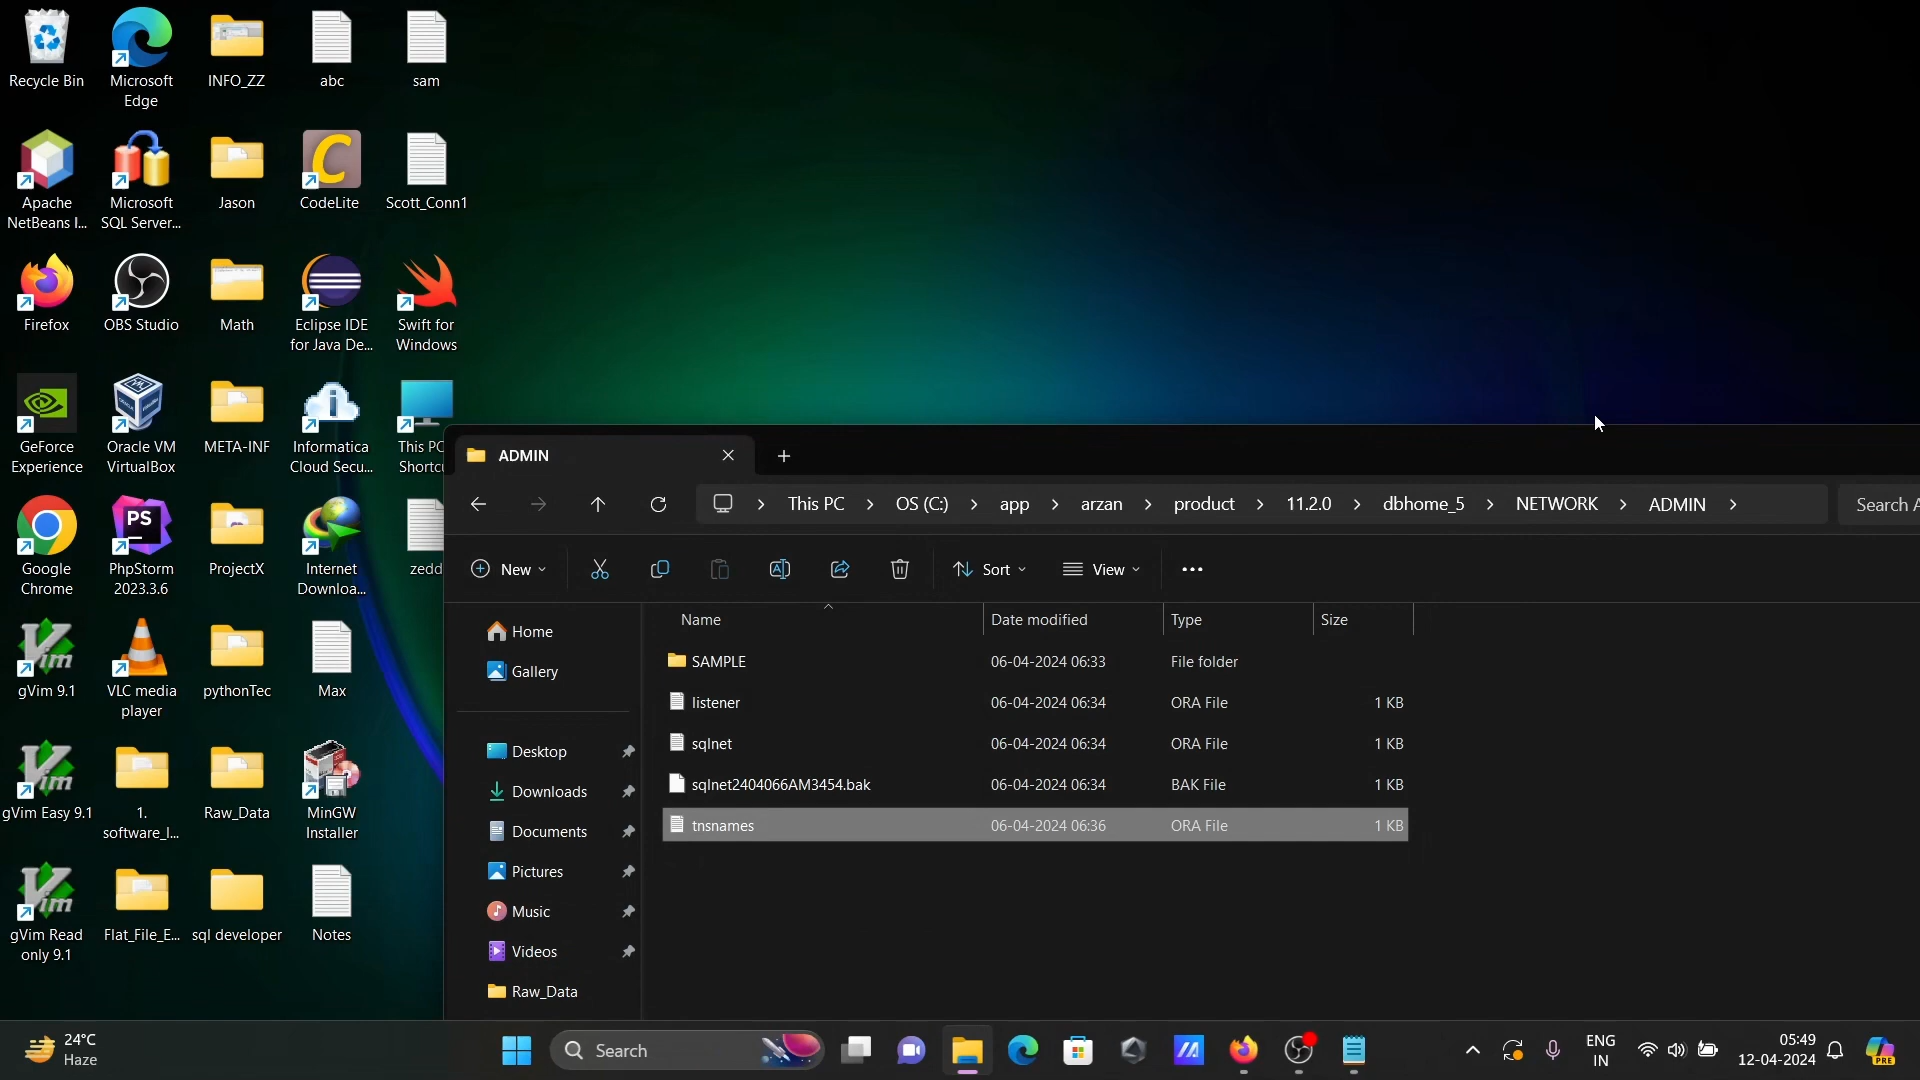 Recycle Bin
Microsoft
Edge
INFO_ZZ
abc
sam
Apache
NetBeans I...
Microsoft
SQL Server...
Jason
CodeLite
Scott_Conn1
Firefox
OBS Studio
Math
Eclipse IDE
for Java De...
Swift for
Windows
GeForce
Experience
Oracle VM
VirtualBox
META-INF
Informatica
Cloud Secu...
This PC
Shortcu
Google
Chrome
PS
PhpStorm
2023.3.6
ProjectX
Internet
Downloa...
zedd
gVim 9.1
VLC media
player
pythonTec
Max
gVim Easy 9.1
1.
software_l...
Raw_Data
MinGW
Installer
gVim Read
only 9.1
Flat_File_E...
sql developer
Notes
ADMIN
This PC > OS (C:) > app > arzan > product > 11.2.0 > dbhome_5 > NETWORK > ADMIN >
Search A
New
Sort
View
Home
Gallery
Desktop
Downloads
Documents
Pictures
Music
Videos
Raw_Data
Name Date modified Type Size
SAMPLE 06-04-2024 06:33 File folder
listener 06-04-2024 06:34 ORA File 1 KB
sqlnet 06-04-2024 06:34 ORA File 1 KB
sqlnet2404066AM3454.bak 06-04-2024 06:34 BAK File 1 KB
tnsnames 06-04-2024 06:36 ORA File 1 KB
24°C
Haze
Search
ENG
IN
05:49
12-04-2024
PRE